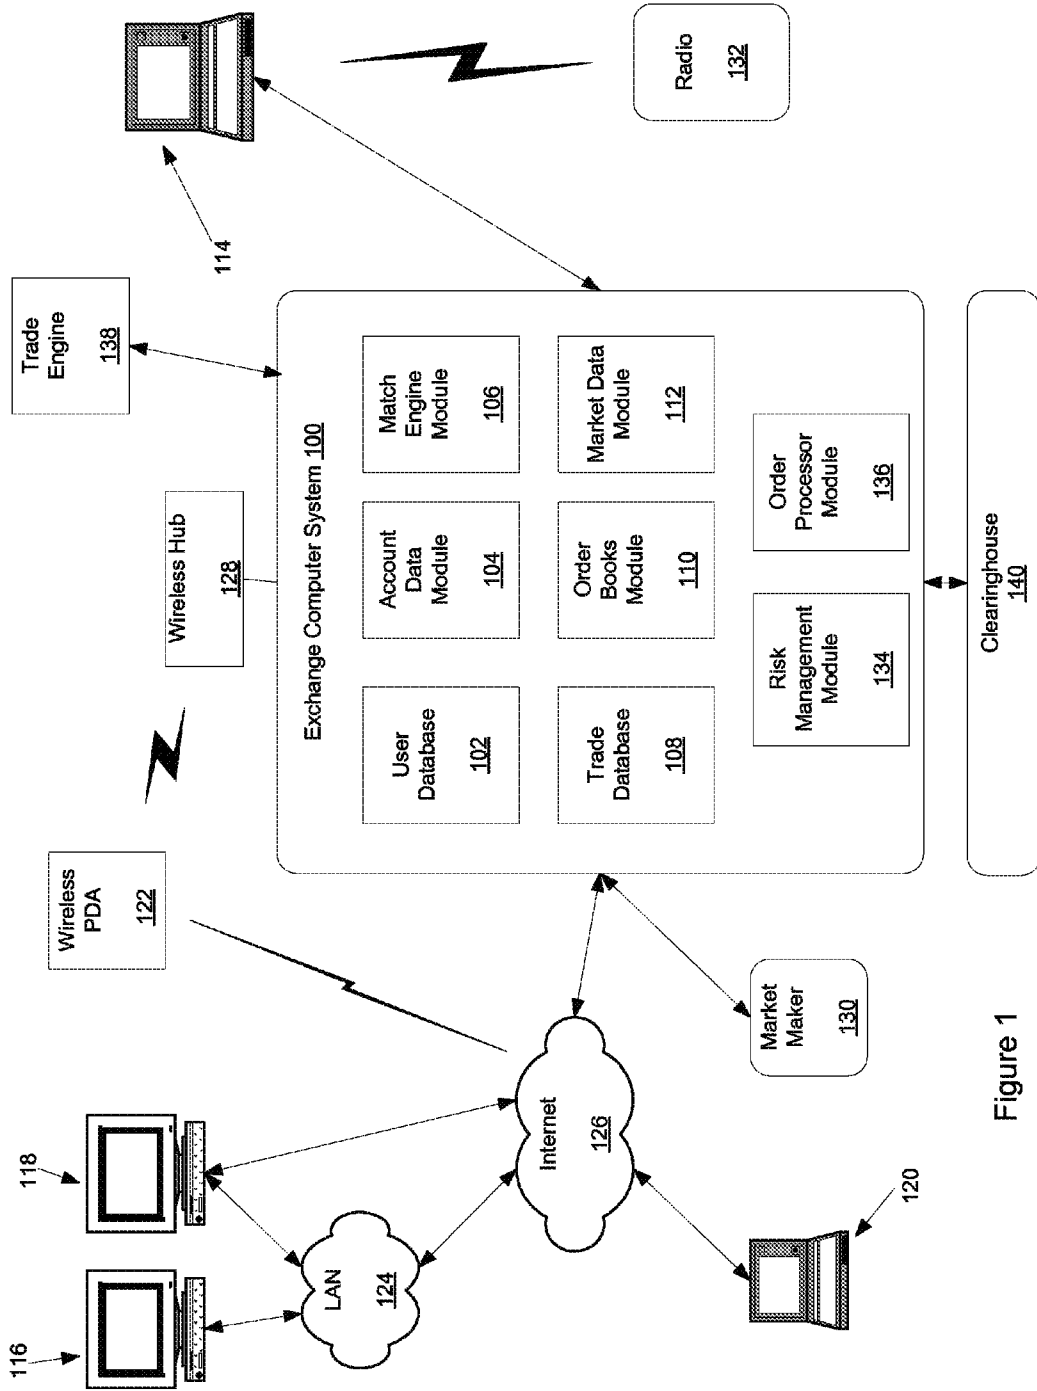 116
118
LAN
124
120
Internet
126
Wireless
PDA
122
Market
Maker
130
Wireless Hub
128
Trade
Engine
138
114
Exchange Computer System 100
User
Database
102
Account
Data
Module
104
Match
Engine
Module
106
Trade
Database
108
Order
Books
Module
110
Market Data
Module
112
Risk
Management
Module
134
Order
Processor
Module
136
Clearinghouse
140
Radio
132
Figure 1